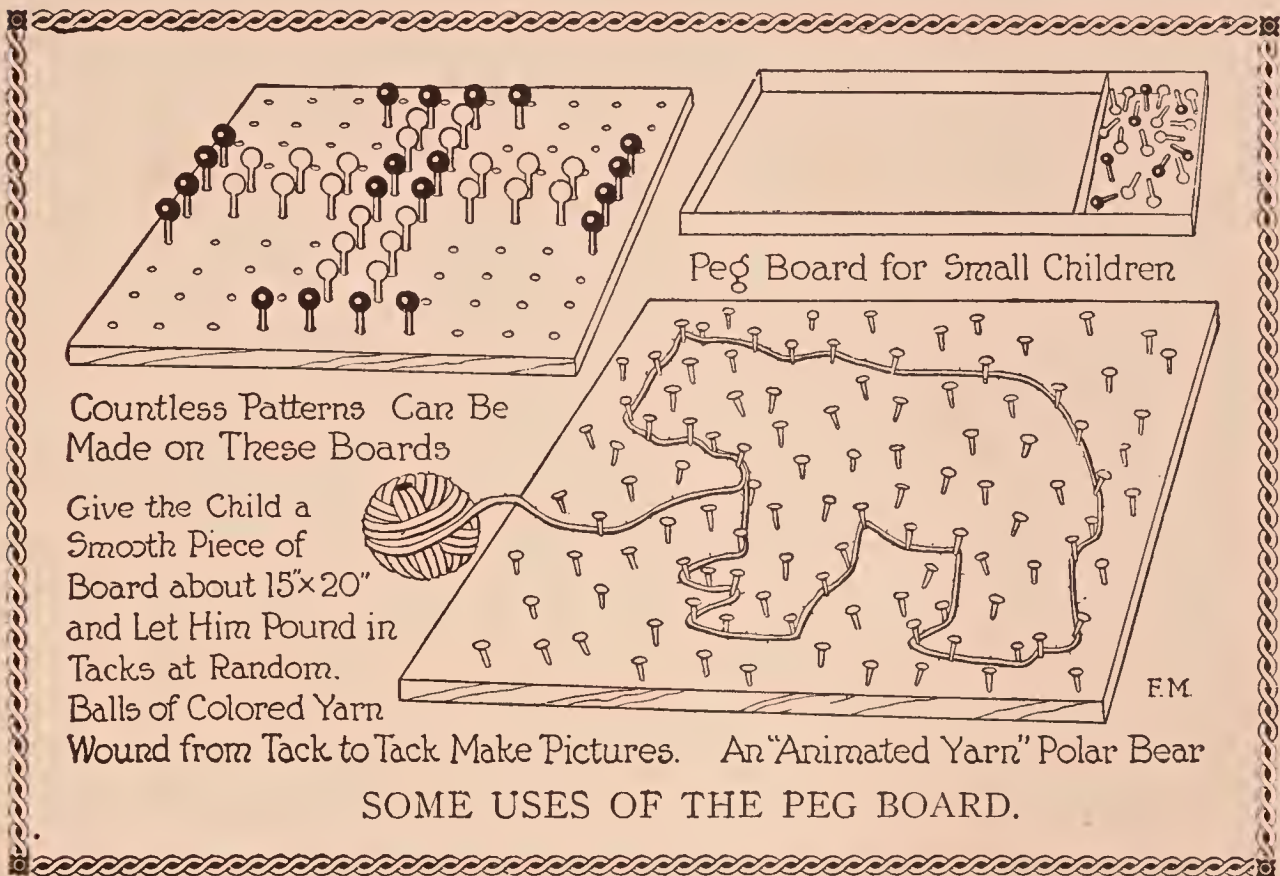 Peg Board for Small Children
Countless Patterns Can Be
Made on These Boards
Give the Child a
Smooth Piece of
Board about 15"×20"
and Let Him Pound in
Tacks at Random.
Balls of Colored Yarn
Wound from Tack to Tack Make Pictures.
An "Animated Yarn" Polar Bear
F.M.
SOME USES OF THE PEG BOARD.